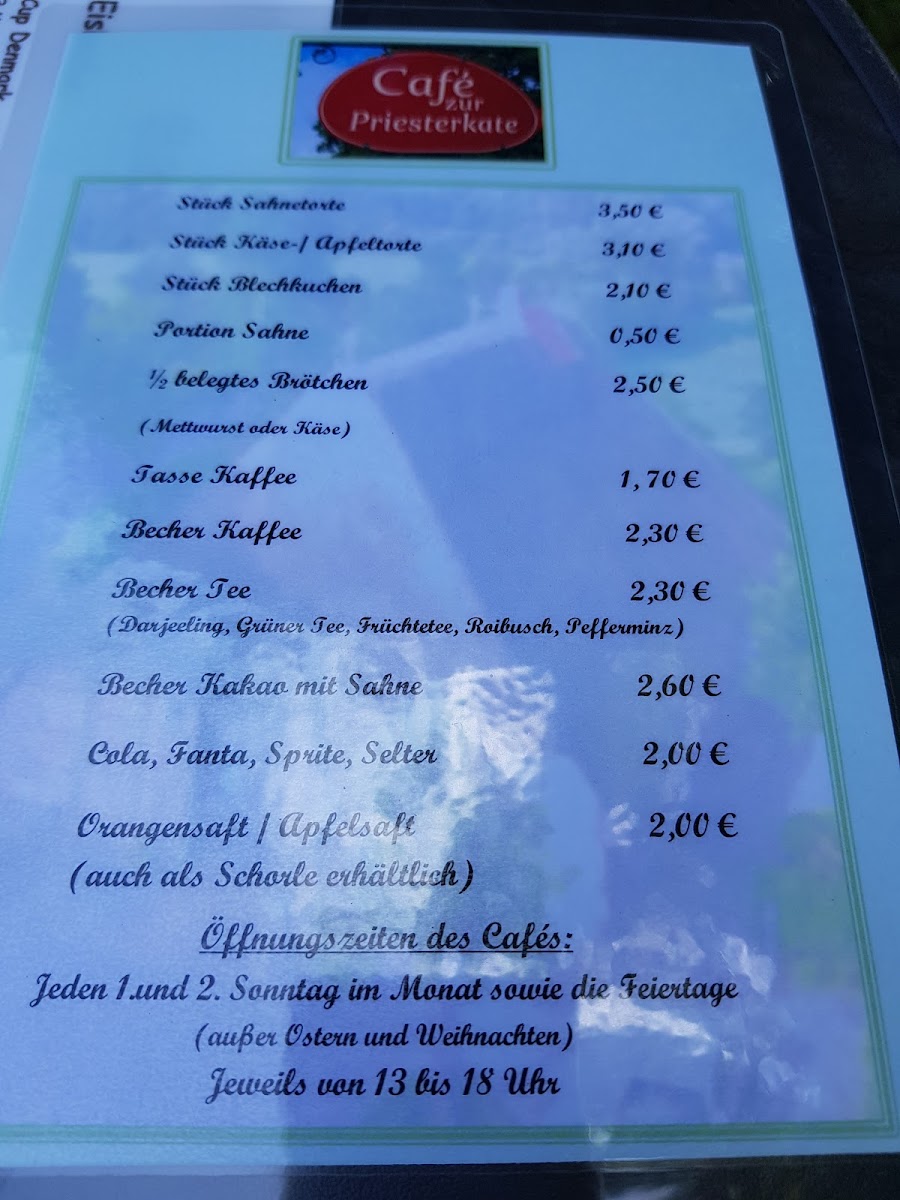 Eis
Cup Denmark
Café
zur
Priesterkate
Stück Sahnetorte 3,50 €
Stück Käse-/ Apfeltorte 3,10 €
Stück Blechkuchen 2,10 €
Portion Sahne 0,50 €
½ belegtes Brötchen 2,50 €
(Mettwurst oder Käse)
Tasse Kaffee 1,70 €
Becher Kaffee 2,30 €
Becher Tee 2,30 €
(Darjeeling, Grüner Tee, Früchtetee, Roibusch, Pefferminz)
Becher Kakao mit Sahne 2,60 €
Cola, Fanta, Sprite, Selter 2,00 €
Orangensaft / Apfelsaft 2,00 €
(auch als Schorle erhältlich)
Öffnungszeiten des Cafés:
Jeden 1.und 2. Sonntag im Monat sowie die Feiertage
(außer Ostern und Weihnachten)
Jeweils von 13 bis 18 Uhr